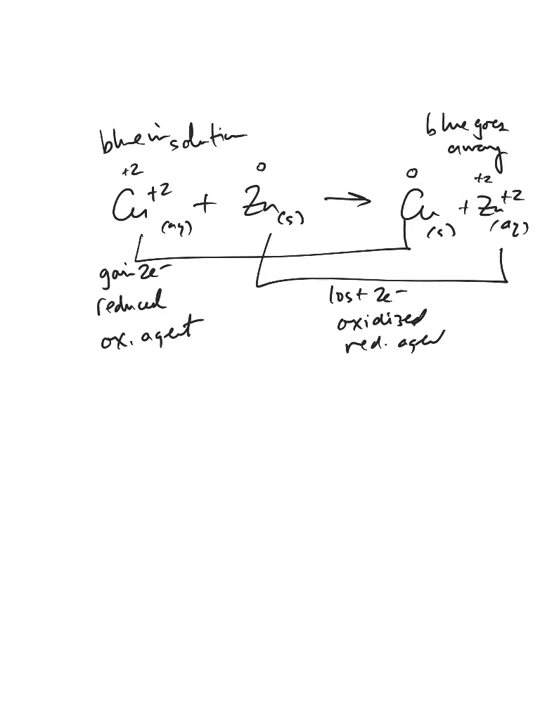 blue in solution
blue goes
away
+2 0 0 +2
Cu+2(aq) + Zn(s) → Cu(s) + Zn+2(aq)
gain 2e-
reduced
ox. agent
lost 2e-
oxidized
red. agen